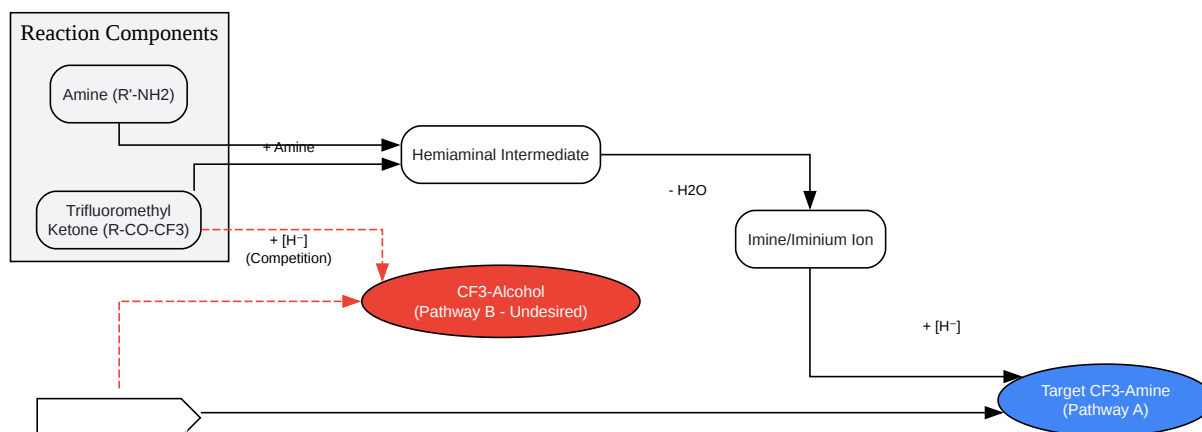 Reaction Components
Amine (R'-NH2)
+ Amine
Hemiaminal Intermediate
- H2O
Trifluoromethyl
Ketone (R-CO-CF3)
+ [H⁻]
(Competition)
Imine/Iminium Ion
CF3-Alcohol
(Pathway B - Undesired)
+ [H⁻]
Target CF3-Amine
(Pathway A)